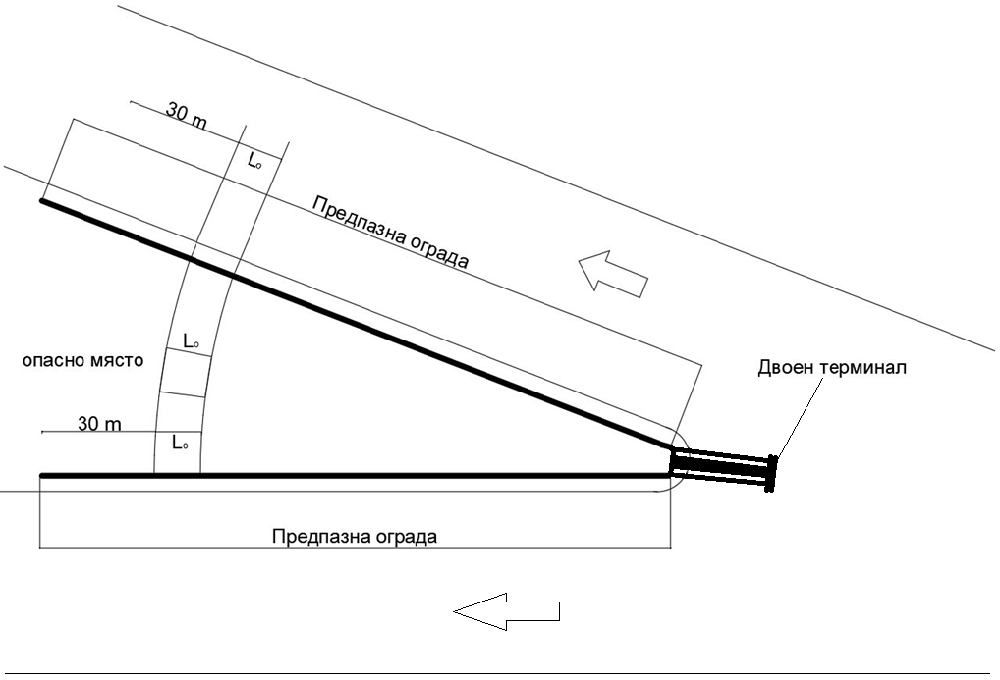 30 m
Lo
Предпазна ограда
Lo
опасно място
Двоен терминал
30 m
Lo
Предпазна ограда